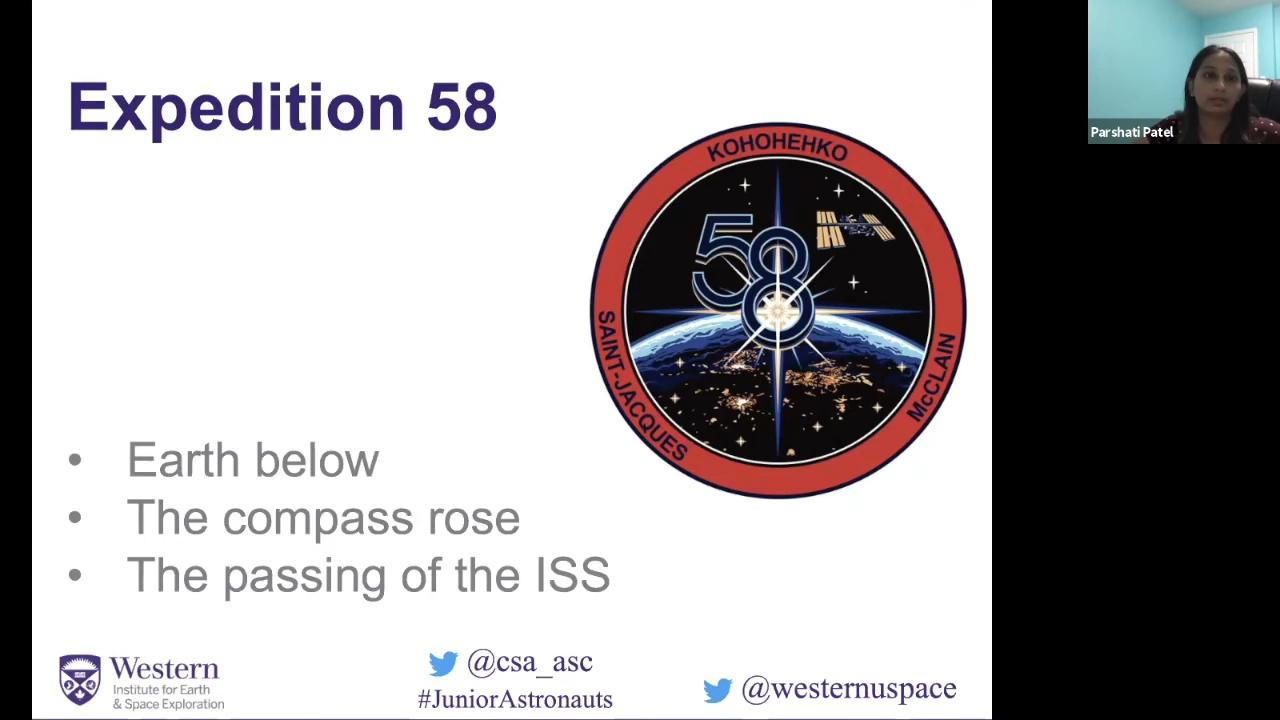 Expedition 58
КОНОНЕНКО
58
SAINT-JACQUES
McCLAIN
• Earth below
• The compass rose
• The passing of the ISS
Western
Institute for Earth
& Space Exploration
@csa_asc
#JuniorAstronauts
@westernuspace
Parshati Patel